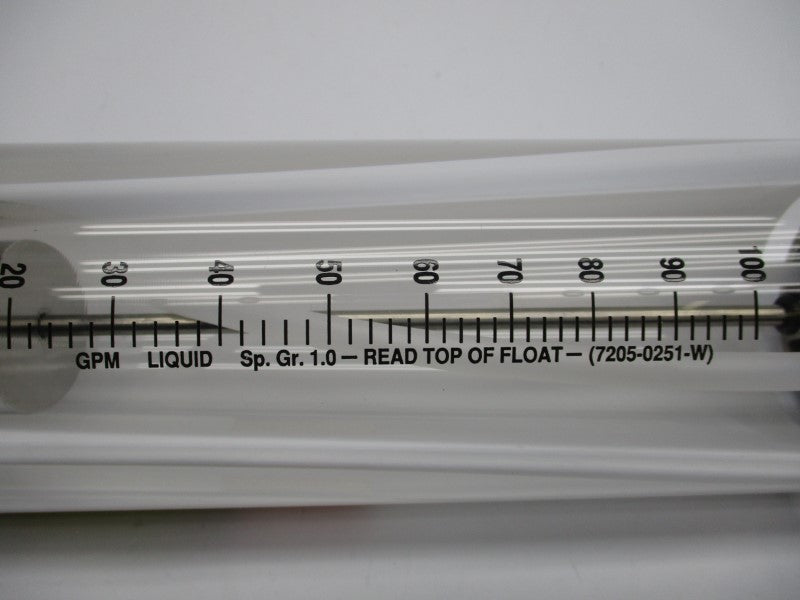 20 30 40 50 60 70 80 90 100
GPM LIQUID Sp. Gr. 1.0 — READ TOP OF FLOAT — (7205-0251-W)